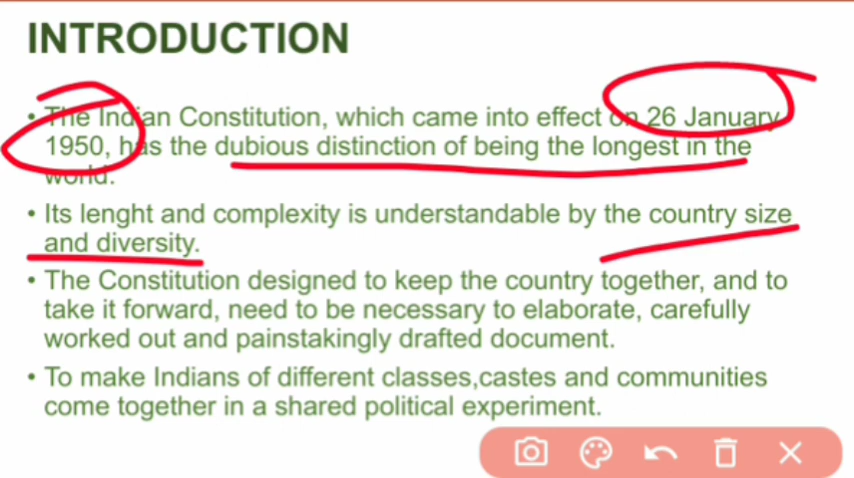 INTRODUCTION
• The Indian Constitution, which came into effect on 26 January
1950, has the dubious distinction of being the longest in the
world.
• Its lenght and complexity is understandable by the country size
and diversity.
• The Constitution designed to keep the country together, and to
take it forward, need to be necessary to elaborate, carefully
worked out and painstakingly drafted document.
• To make Indians of different classes,castes and communities
come together in a shared political experiment.